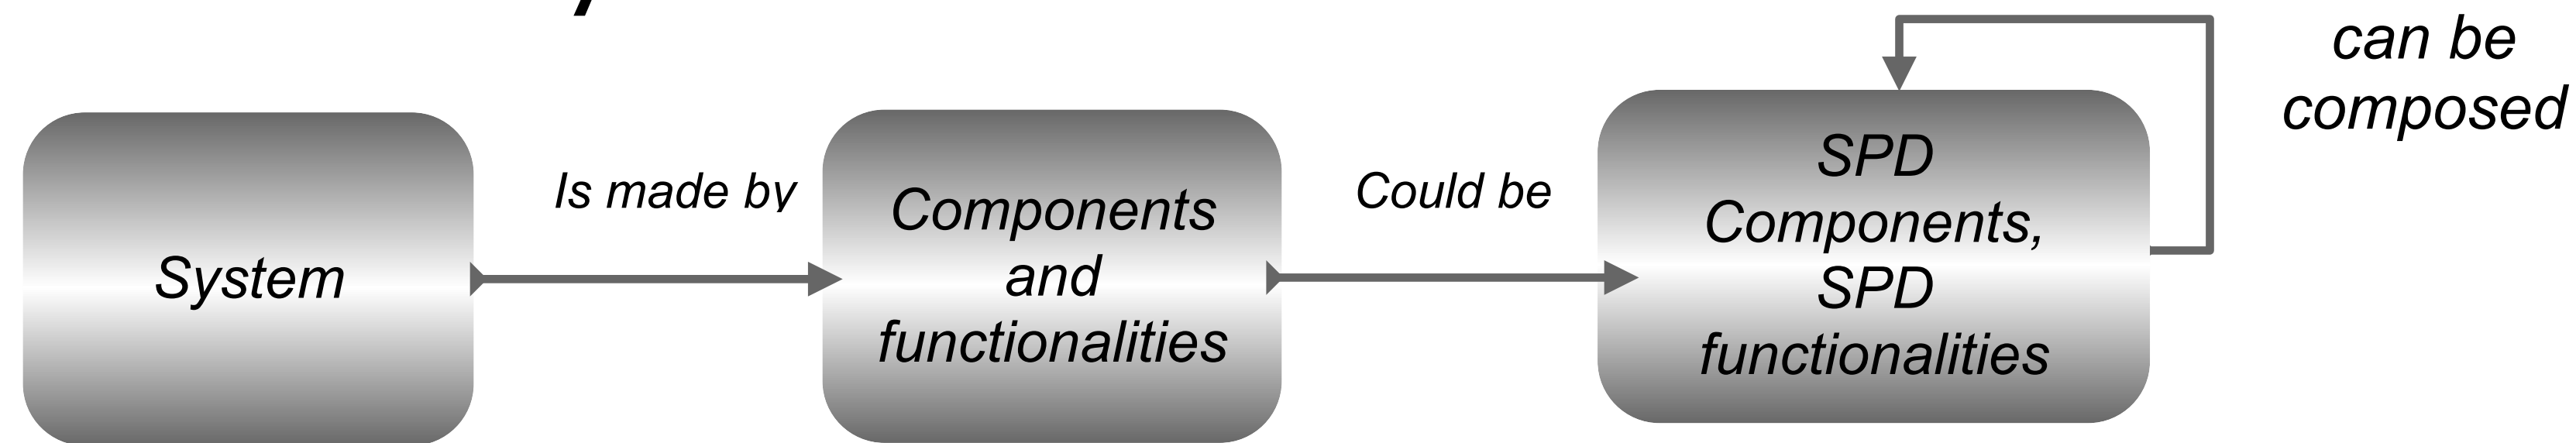 System
Is made by
Components
and
functionalities
Could be
SPD
Components,
SPD
functionalities
can be
composed